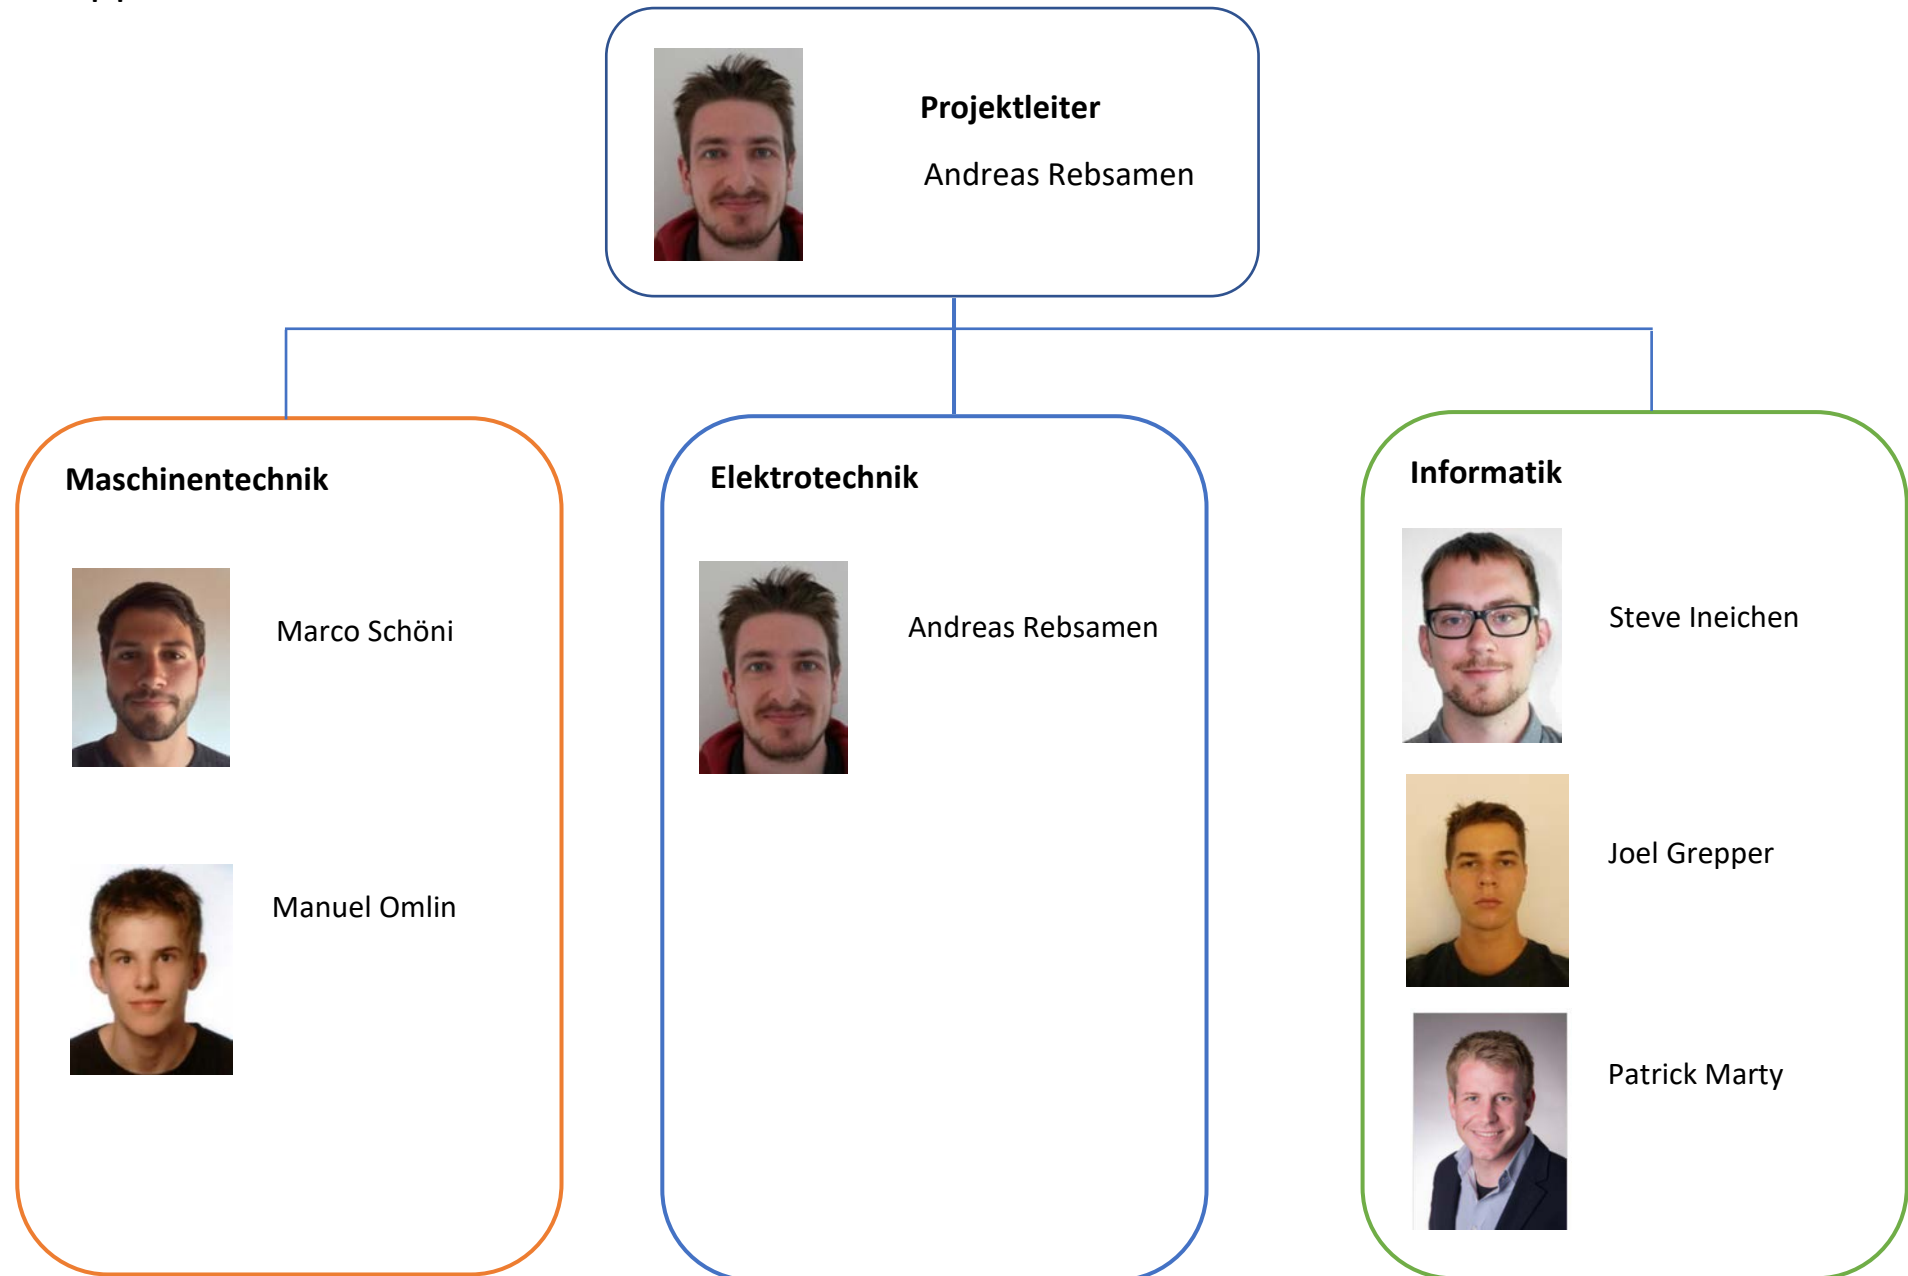 Projektleiter
Andreas Rebsamen
Maschinentechnik
Marco Schöni
Manuel Omlin
Elektrotechnik
Andreas Rebsamen
Informatik
Steve Ineichen
Joel Grepper
Patrick Marty